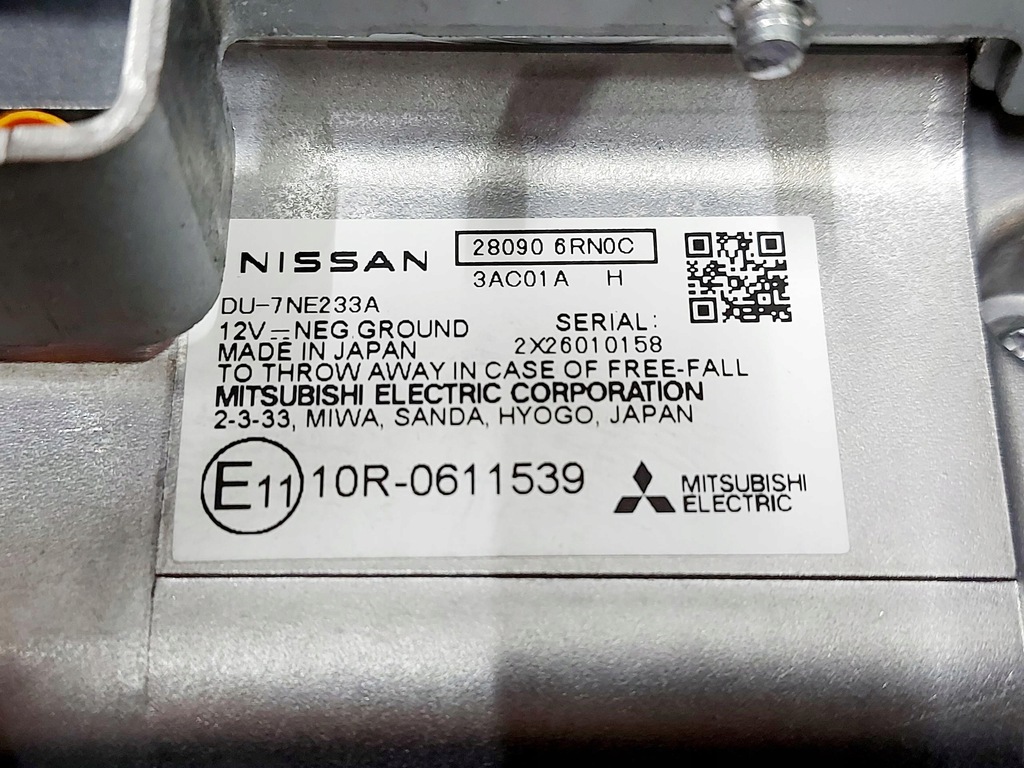 NISSAN
28090 6RN0C
3AC01A H
DU-7NE233A
12V⎓NEG.GROUND
SERIAL:
MADE IN JAPAN
2X26010158
TO THROW AWAY IN CASE OF FREE-FALL
MITSUBISHI ELECTRIC CORPORATION
2-3-33, MIWA, SANDA, HYOGO, JAPAN
E11 10R-0611539
MITSUBISHI
ELECTRIC